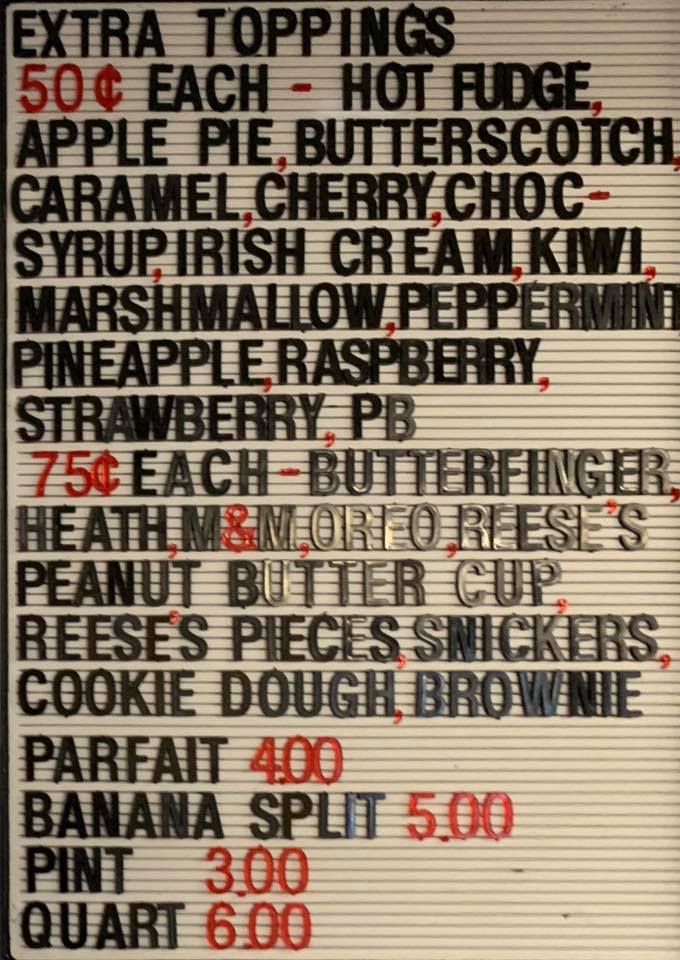 EXTRA TOPPINGS
50¢ EACH - HOT FUDGE,
APPLE PIE, BUTTERSCOTCH,
CARAMEL, CHERRY, CHOC-
SYRUP, IRISH CREAM, KIWI,
MARSHMALLOW, PEPPERMINT
PINEAPPLE, RASPBERRY,
STRAWBERRY, PB
75¢ EACH - BUTTERFINGER,
HEATH, M&M, OREO, REESE'S
PEANUT BUTTER CUP,
REESE'S PIECES, SNICKERS,
COOKIE DOUGH, BROWNIE
PARFAIT 4.00
BANANA SPLIT 5.00
PINT 3.00
QUART 6.00